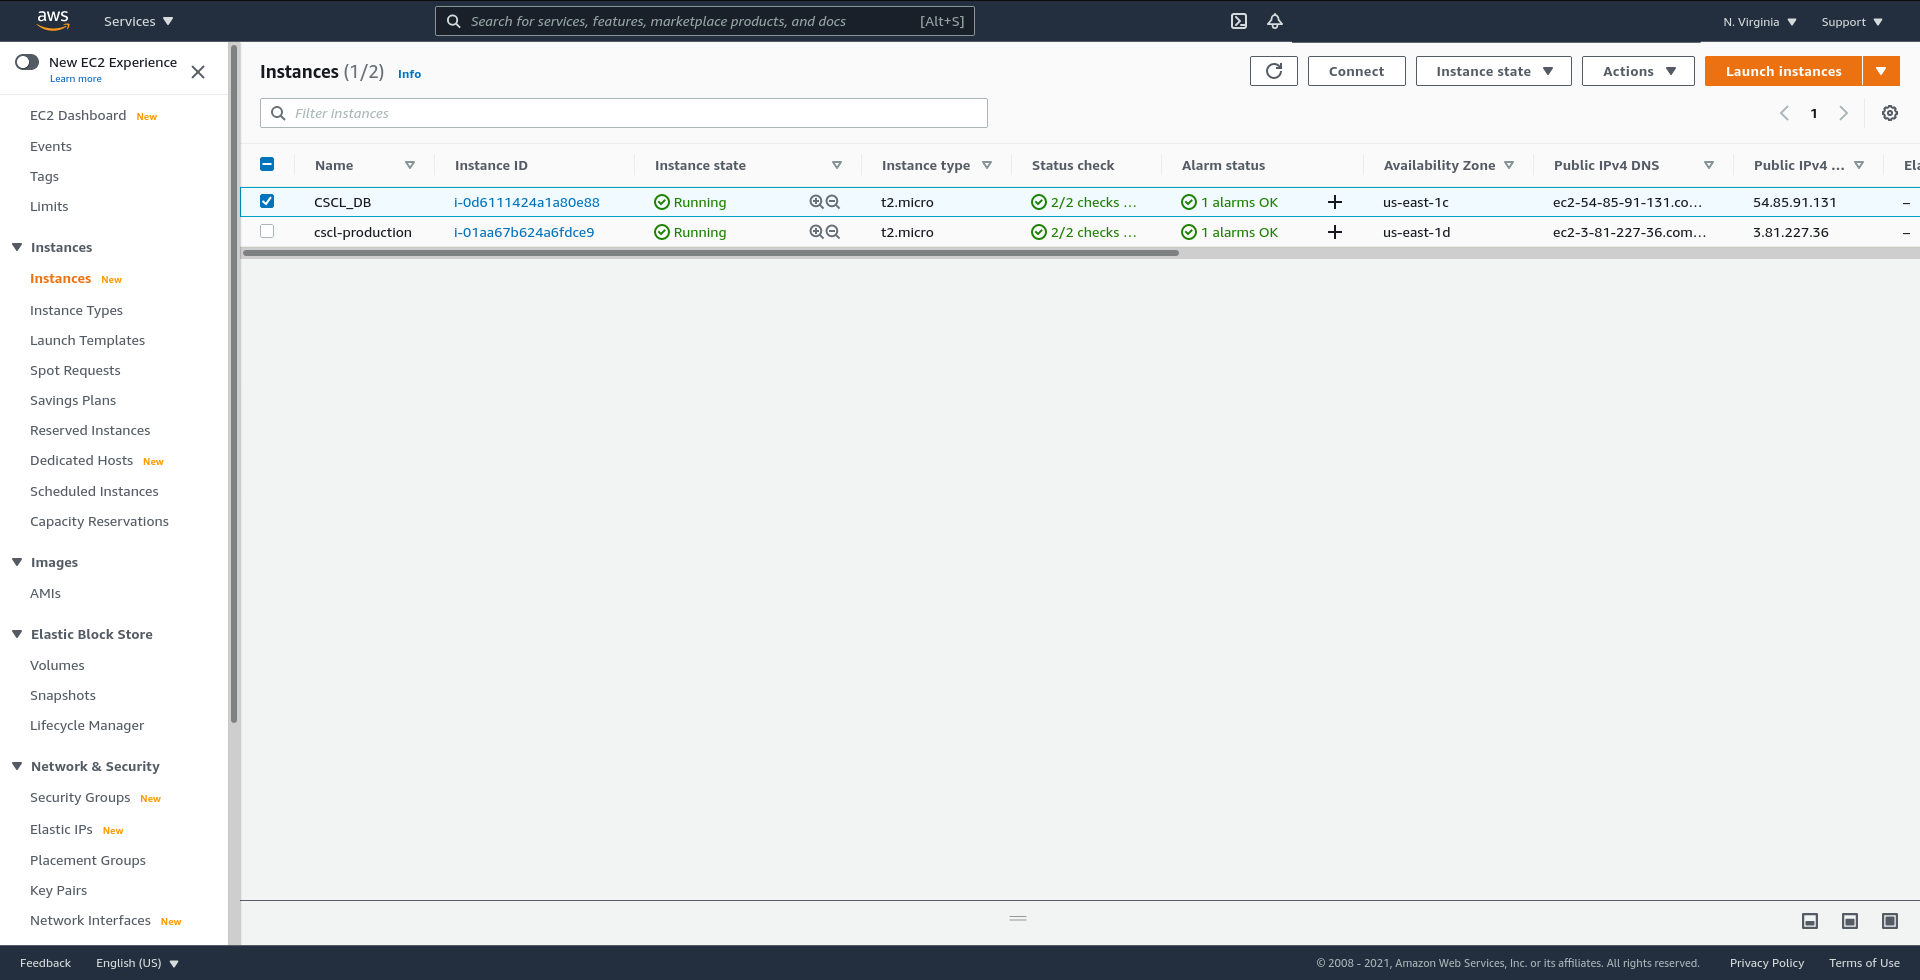 aws Services Search for services, features, marketplace products, and docs [Alt+S] N. Virginia Support
New EC2 Experience
Learn more
EC2 Dashboard New
Events
Tags
Limits
Instances
Instances New
Instance Types
Launch Templates
Spot Requests
Savings Plans
Reserved Instances
Dedicated Hosts New
Scheduled Instances
Capacity Reservations
Images
AMIs
Elastic Block Store
Volumes
Snapshots
Lifecycle Manager
Network & Security
Security Groups New
Elastic IPs New
Placement Groups
Key Pairs
Network Interfaces New
Instances (1/2) Info Connect Instance state Actions Launch instances
Filter instances 1
Name Instance ID Instance state Instance type Status check Alarm status Availability Zone Public IPv4 DNS Public IPv4 ... Ela
CSCL_DB i-0d6111424a1a80e88 Running t2.micro 2/2 checks ... 1 alarms OK us-east-1c ec2-54-85-91-131.co... 54.85.91.131 –
cscl-production i-01aa67b624a6fdce9 Running t2.micro 2/2 checks ... 1 alarms OK us-east-1d ec2-3-81-227-36.com... 3.81.227.36 –
Feedback English (US) © 2008 - 2021, Amazon Web Services, Inc. or its affiliates. All rights reserved. Privacy Policy Terms of Use